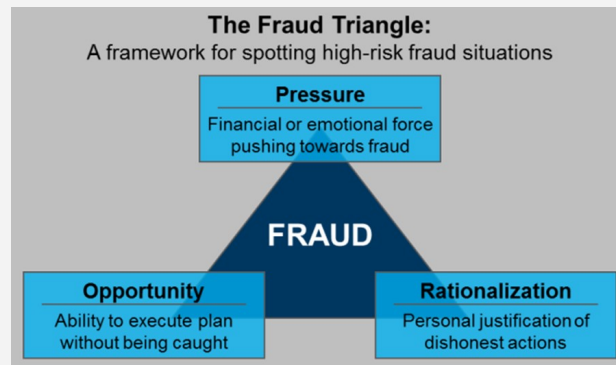 The Fraud Triangle:
A framework for spotting high-risk fraud situations
Pressure
Financial or emotional force
pushing towards fraud
FRAUD
Opportunity
Ability to execute plan
without being caught
Rationalization
Personal justification of
dishonest actions